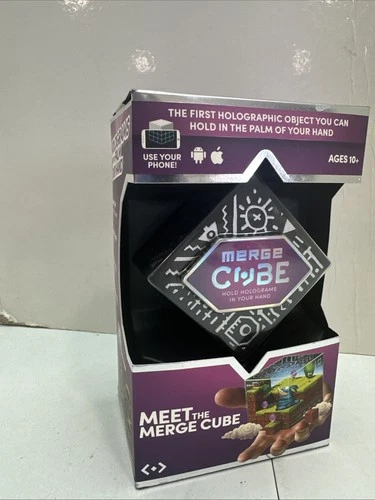 THE FIRST HOLOGRAPHIC OBJECT YOU CAN
HOLD IN THE PALM OF YOUR HAND
USE YOUR
PHONE!
AGES 10+
MERGE
CUBE
HOLD HOLOGRAMS
IN YOUR HAND
MEET THE
MERGE CUBE